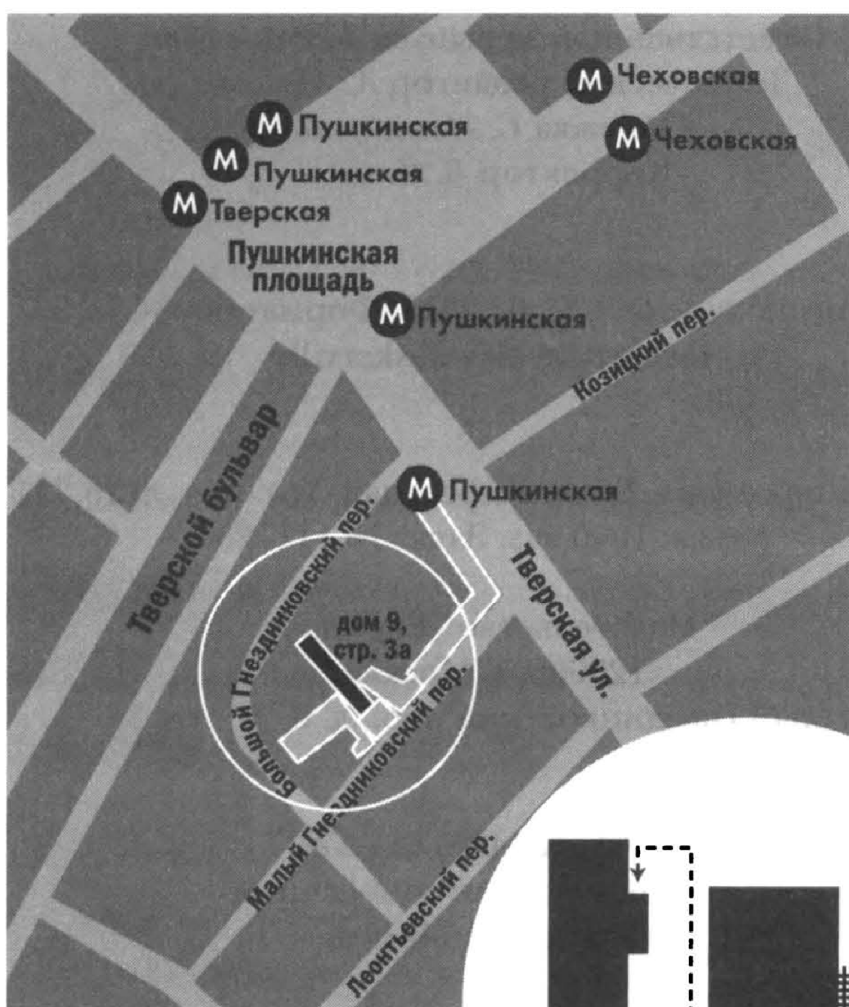 М Чеховская
М Пушкинская
М Чеховская
М Пушкинская
М Тверская
Пушкинская
площадь
М Пушкинская
Козицкий пер.
Тверской бульвар
М Пушкинская
Большой Гнездниковский пер.
Тверская ул.
дом 9,
стр. 3а
Малый Гнездниковский пер.
Леонтьевский пер.